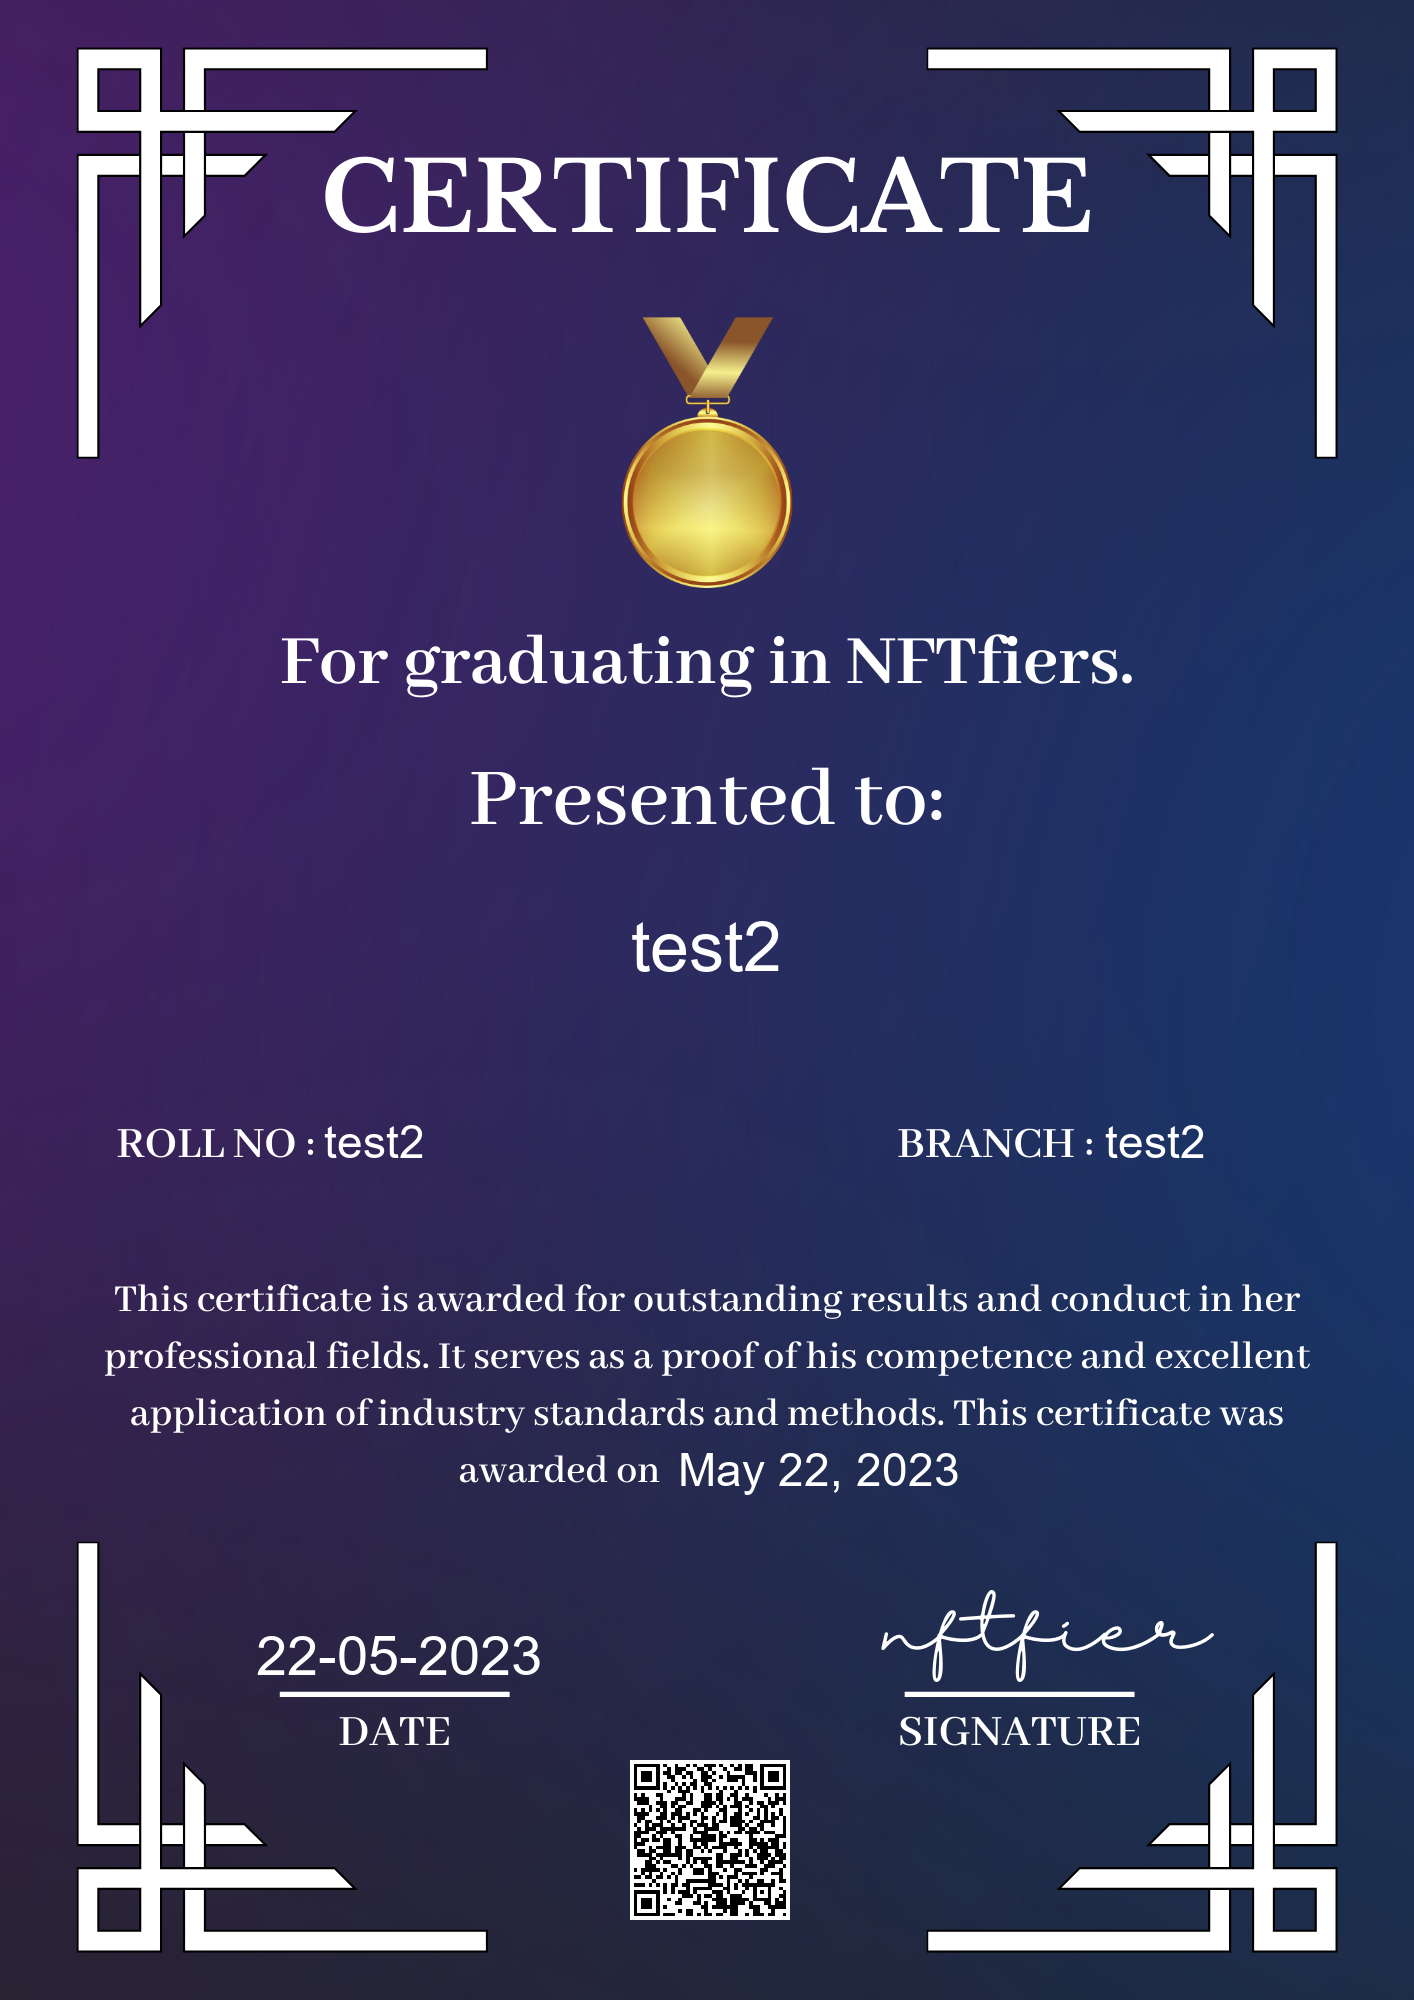 CERTIFICATE
For graduating in NFTfiers.
Presented to:
test2
ROLL NO : test2
BRANCH : test2
This certificate is awarded for outstanding results and conduct in her
professional fields. It serves as a proof of his competence and excellent
application of industry standards and methods. This certificate was
awarded on May 22, 2023
22-05-2023
DATE
nftfier
SIGNATURE